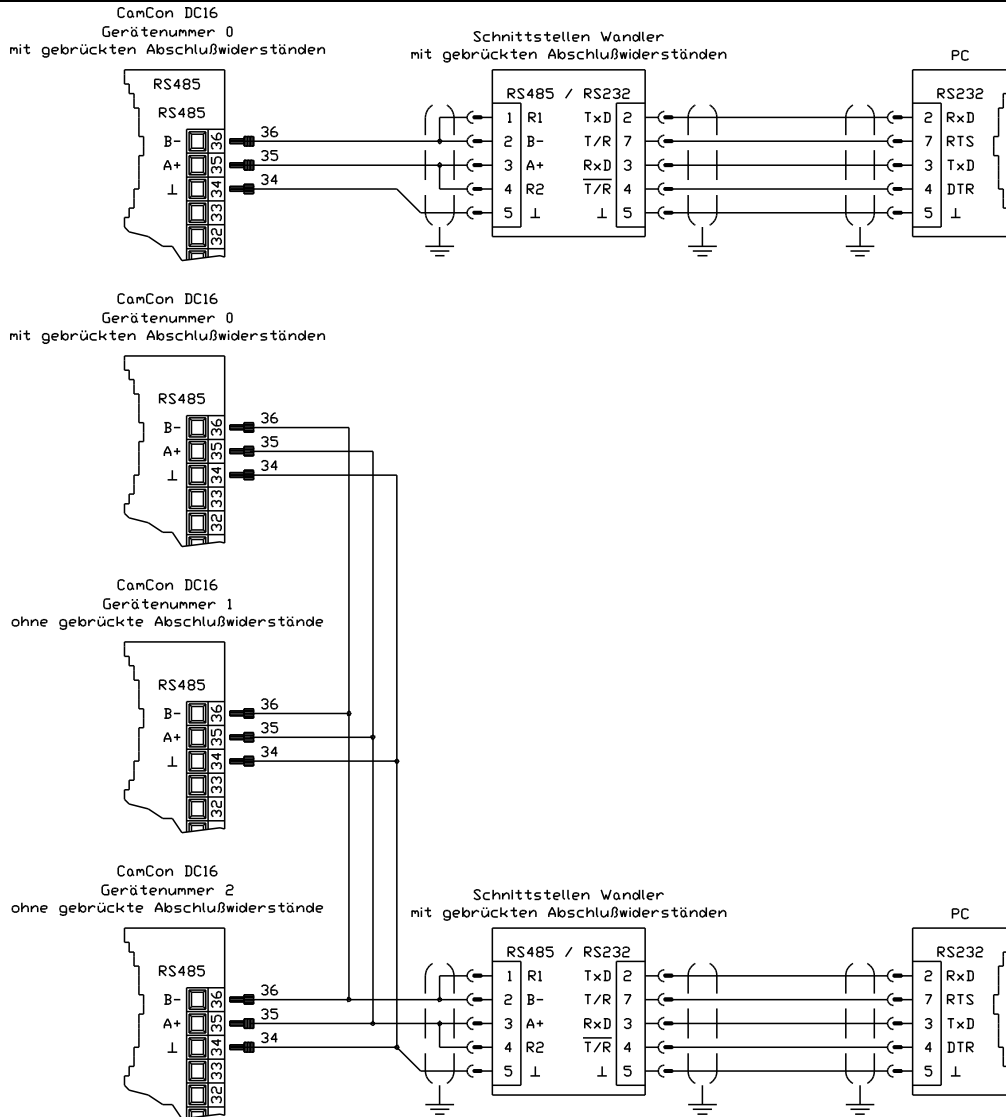 CamCon DC16
Gerätenummer 0
mit gebrückten Abschlußwiderständen
RS485
RS485
B- 36 36
A+ 35 35
⊥ 34 34
33
32
Schnittstellen Wandler
mit gebrückten Abschlußwiderständen
RS485 / RS232
1 R1 TxD 2
2 B- T/R 7
3 A+ RxD 3
4 R2 T/R 4
5 ⊥ ⊥ 5
PC
RS232
2 RxD
7 RTS
3 TxD
4 DTR
5 ⊥
CamCon DC16
Gerätenummer 0
mit gebrückten Abschlußwiderständen
RS485
B- 36 36
A+ 35 35
⊥ 34 34
33
32
CamCon DC16
Gerätenummer 1
ohne gebrückte Abschlußwiderstände
RS485
B- 36 36
A+ 35 35
⊥ 34 34
33
32
CamCon DC16
Gerätenummer 2
ohne gebrückte Abschlußwiderstände
RS485
B- 36 36
A+ 35 35
⊥ 34 34
33
32
Schnittstellen Wandler
mit gebrückten Abschlußwiderständen
RS485 / RS232
1 R1 TxD 2
2 B- T/R 7
3 A+ RxD 3
4 R2 T/R 4
5 ⊥ ⊥ 5
PC
RS232
2 RxD
7 RTS
3 TxD
4 DTR
5 ⊥